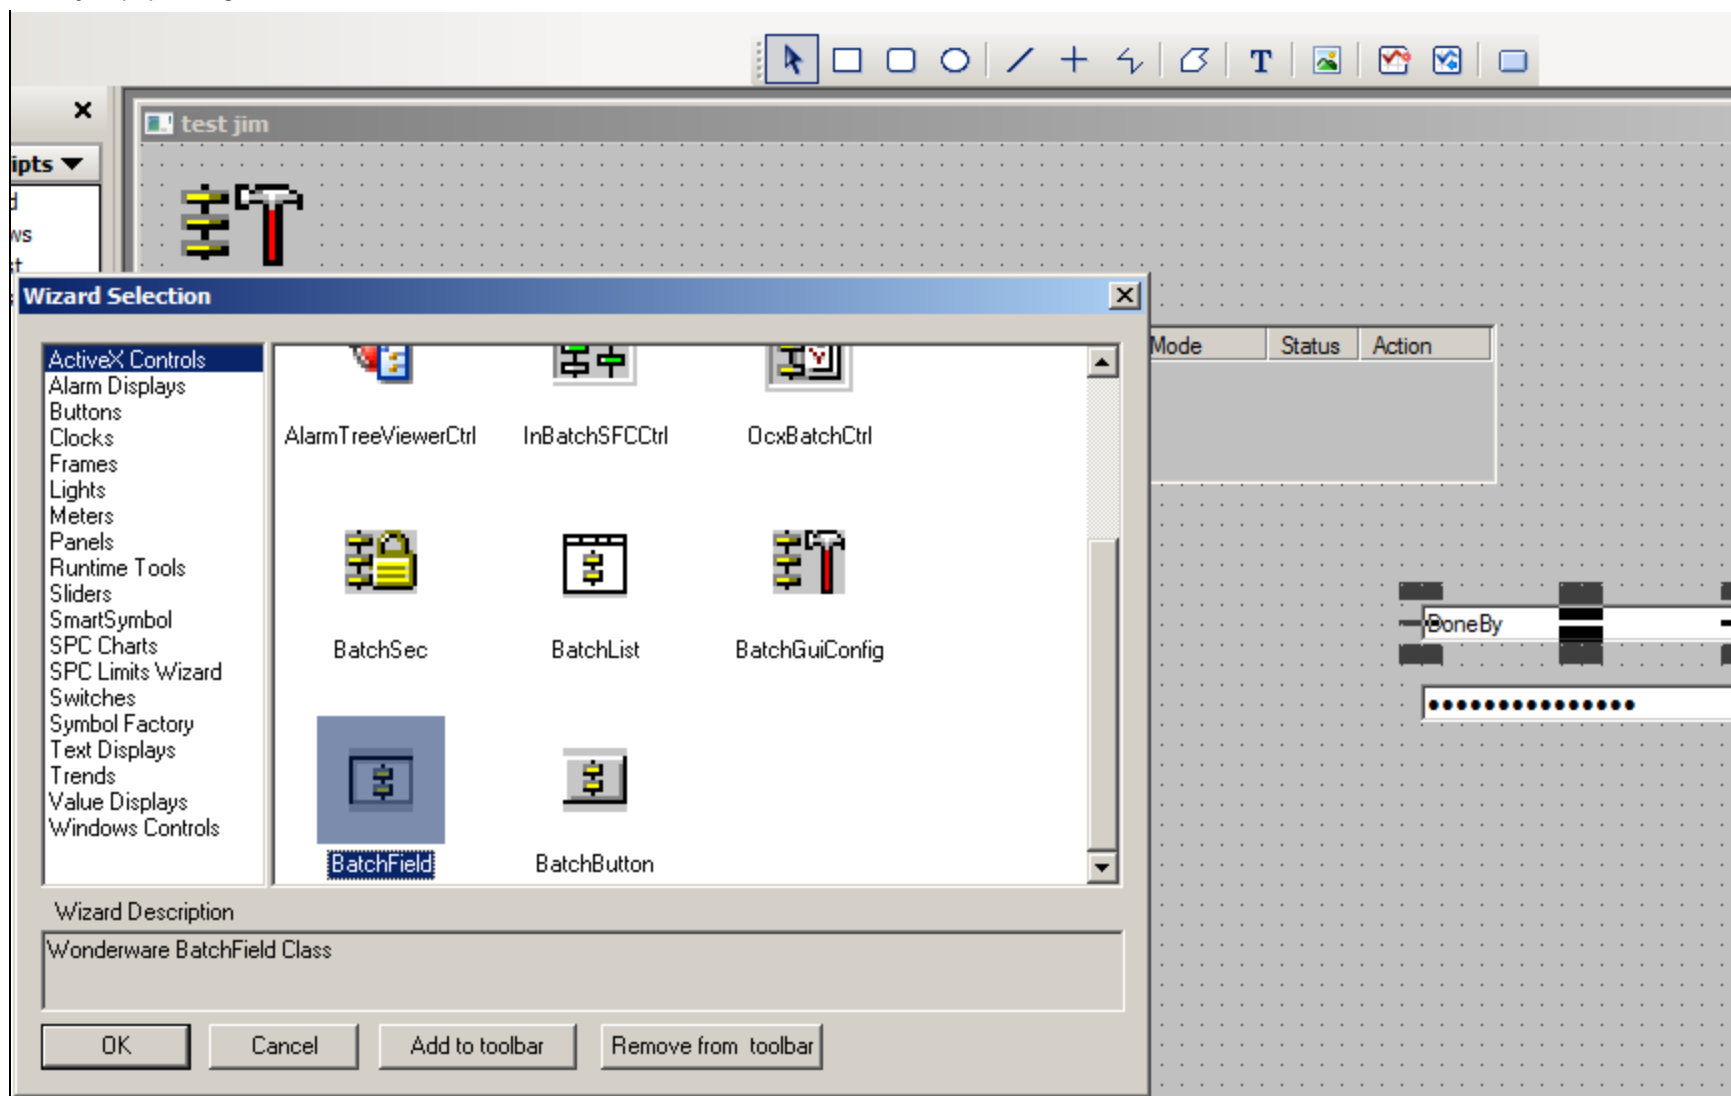 T
test jim
ipts
ws
Wizard Selection
Mode Status Action
ActiveX Controls
Alarm Displays
Buttons
Clocks
Frames
Lights
Meters
Panels
Runtime Tools
Sliders
SmartSymbol
SPC Charts
SPC Limits Wizard
Switches
Symbol Factory
Text Displays
Trends
Value Displays
Windows Controls
AlarmTreeViewerCtrl InBatchSFCCtrl OcxBatchCtrl
BatchSec BatchList BatchGuiConfig
BatchField BatchButton
DoneBy
Wizard Description
Wonderware BatchField Class
OK Cancel Add to toolbar Remove from toolbar